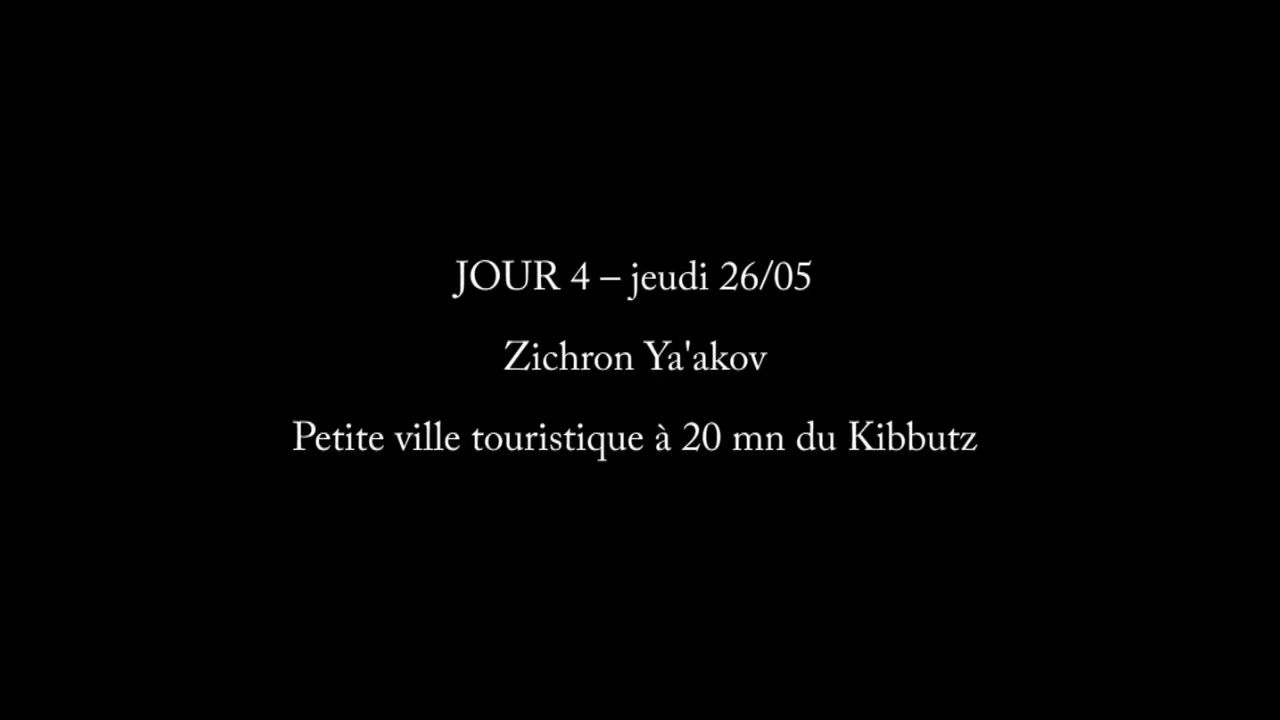 JOUR 4 – jeudi 26/05
Zichron Ya'akov
Petite ville touristique à 20 mn du Kibbutz